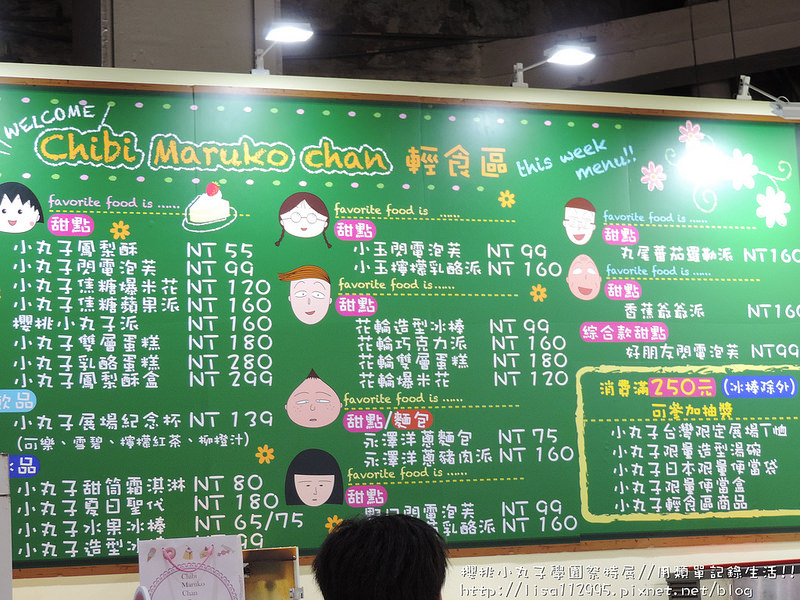 WELCOME!
Chibi Maruko chan 輕食區
this week menu!!
favorite food is ......
甜點
小丸子鳳梨酥 NT 55
小丸子閃電泡芙 NT 99
小丸子焦糖爆米花 NT 120
小丸子焦糖蘋果派 NT 160
櫻桃小丸子派 NT 160
小丸子雙層蛋糕 NT 180
小丸子乳酪蛋糕 NT 280
小丸子鳳梨酥盒 NT 299
飲品
小丸子展場紀念杯 NT 139
(可樂、雪碧、檸檬紅茶、柳橙汁)
冰品
小丸子甜筒霜淇淋 NT 80
小丸子夏日聖代 NT 180
小丸子水果冰棒 NT 65/75
小丸子造型冰 99
favorite food is ......
甜點
小玉閃電泡芙 NT 99
小玉檸檬乳酪派 NT 160
favorite food is ......
甜點
花輪造型冰棒 NT 99
花輪巧克力派 NT 160
花輪雙層蛋糕 NT 180
花輪爆米花 NT 120
favorite food is ......
甜點/麵包
永澤洋蔥麵包 NT 75
永澤洋蔥豬肉派 NT 160
favorite food is ......
甜點
野口閃電泡芙 NT 99
乳酪派 NT 160
favorite food is ......
甜點
丸尾蕃茄羅勒派 NT160
favorite food is ......
甜點
香蕉爺爺派 NT160
綜合款甜點
好朋友閃電泡芙 NT99
消費滿250元(冰棒除外)
可參加抽獎
小丸子台灣限定展場T恤
小丸子限量造型湯碗
小丸子日本限量便當袋
小丸子限量便當盒
小丸子輕食區商品
Chibi
Maruko
Chan
櫻桃小丸子學園祭特展//用類單記錄生活!!
http://lisa112995.pixnet.net/blog